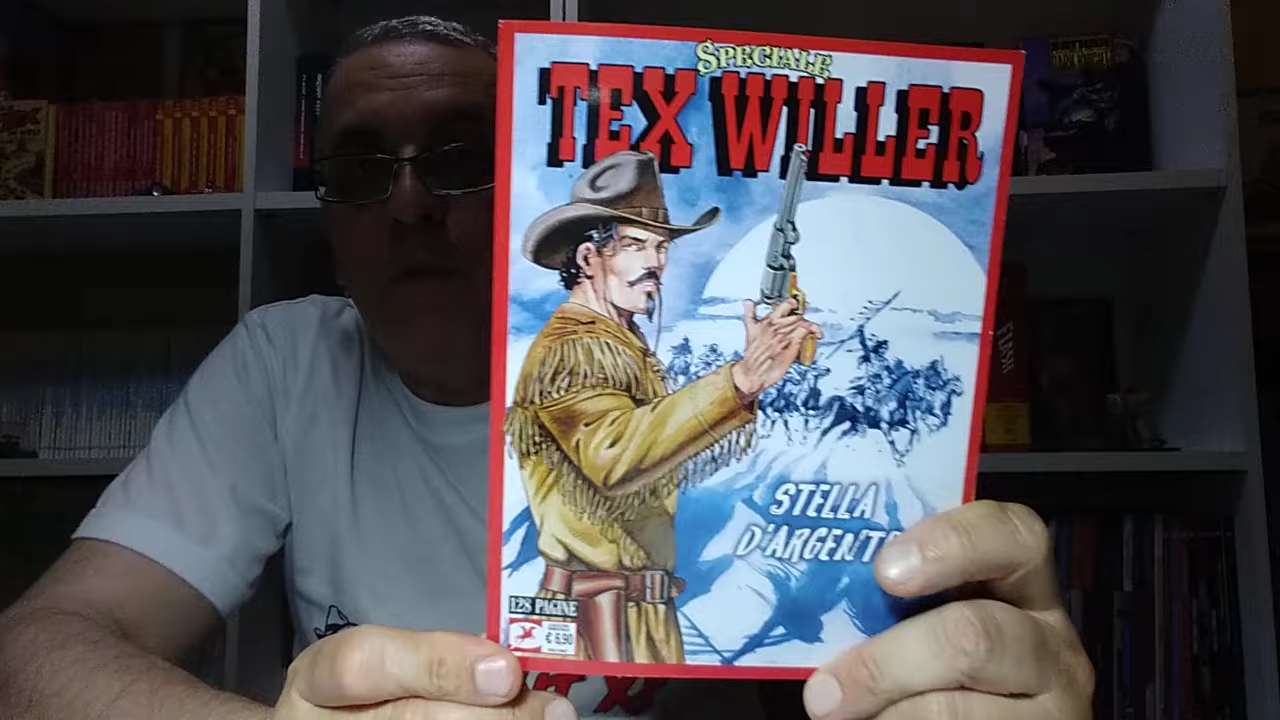 SPECIALE
TEX WILLER
STELLA
D'ARGENTO
128 PAGINE
€ 6,90